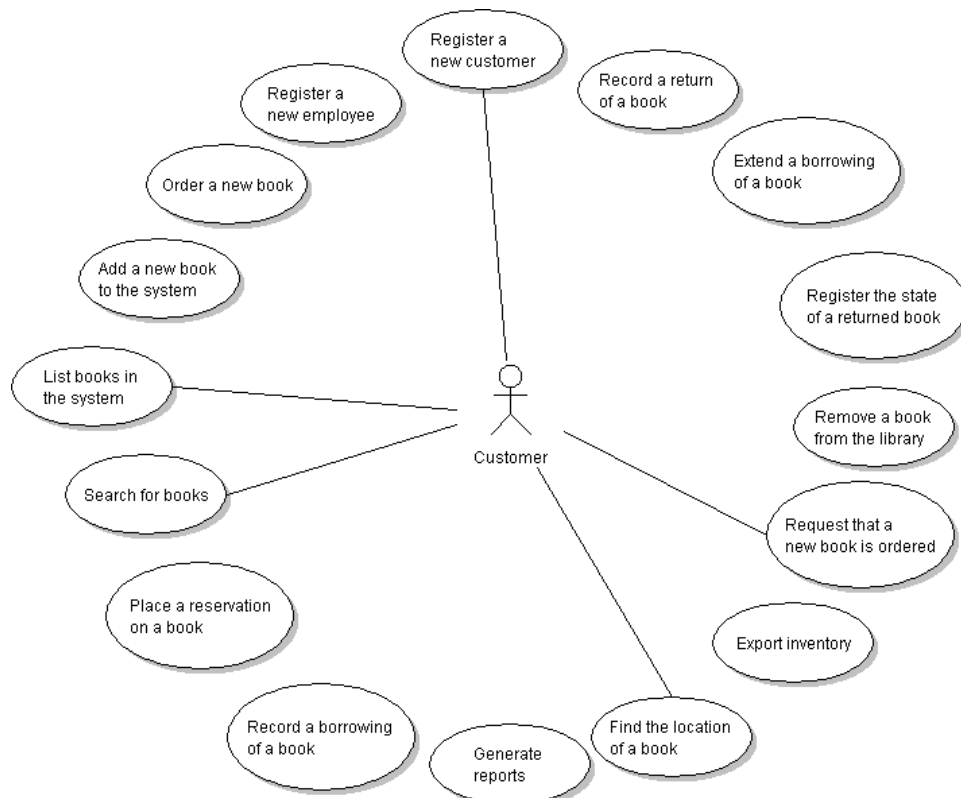 Register a
new customer
Record a return
of a book
Register a
new employee
Extend a borrowing
of a book
Order a new book
Add a new book
to the system
Register the state
of a returned book
List books in
the system
Remove a book
from the library
Customer
Search for books
Request that a
new book is ordered
Place a reservation
on a book
Export inventory
Record a borrowing
of a book
Find the location
of a book
Generate
reports